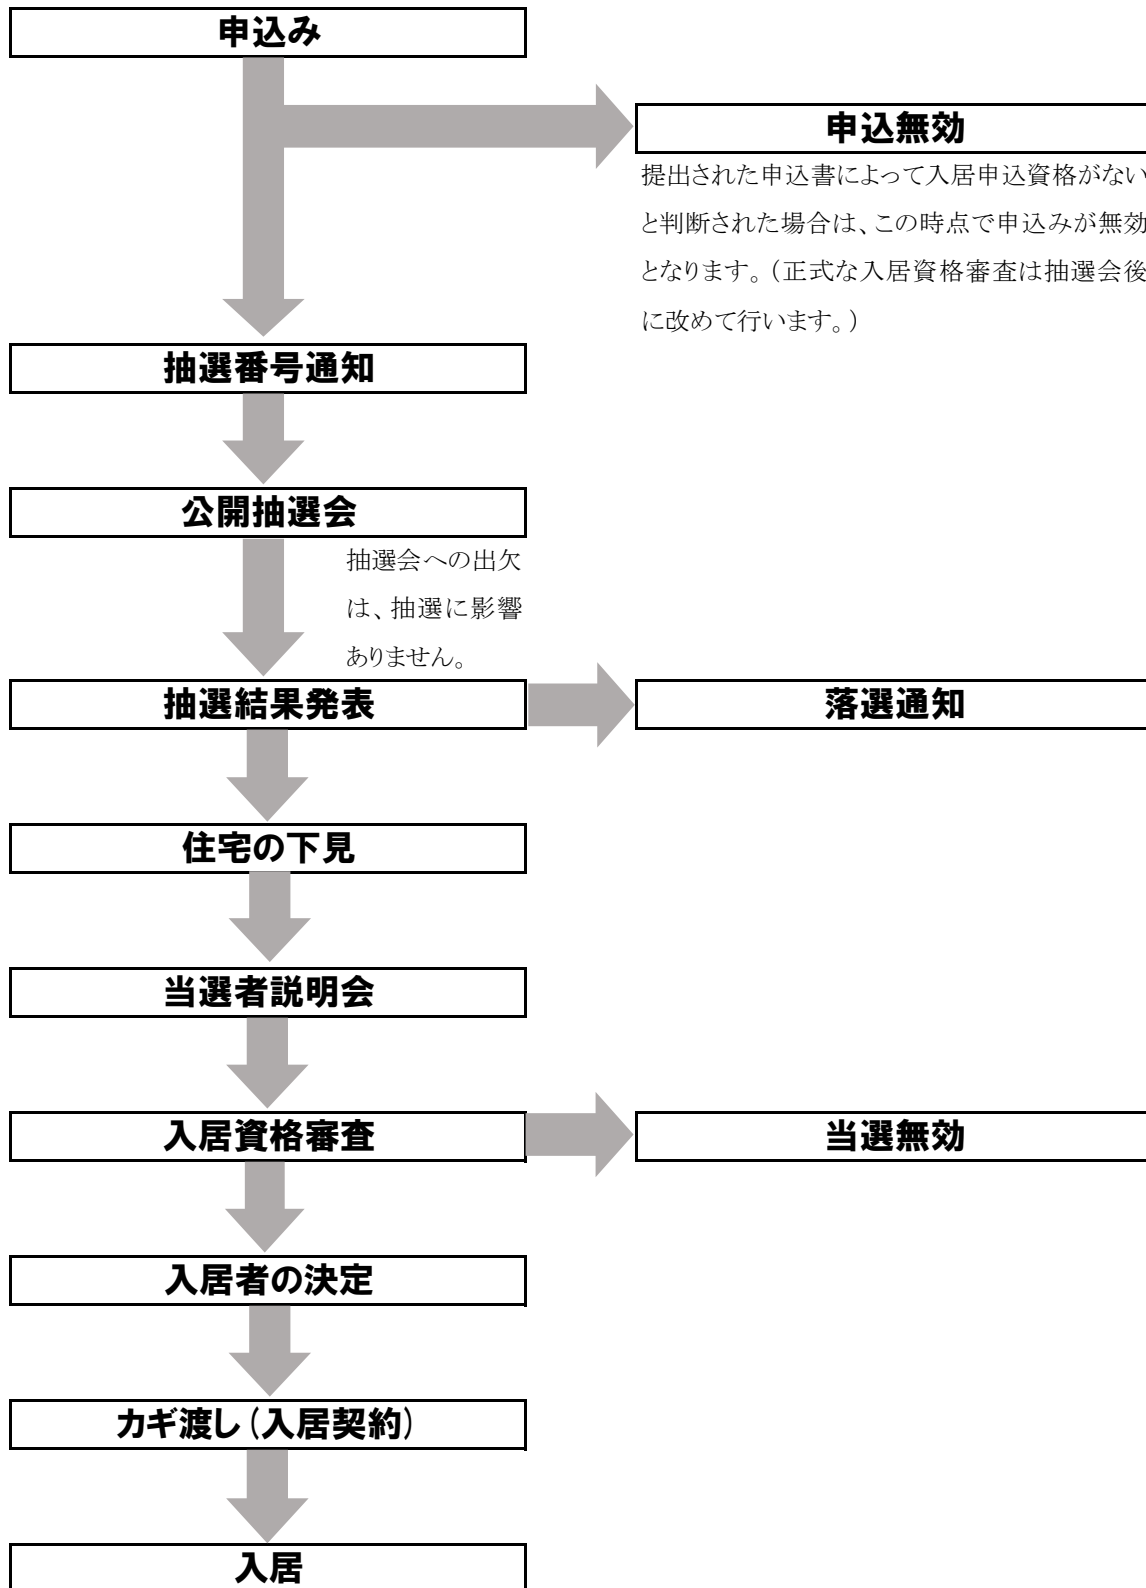 申込み
申込無効
提出された申込書によって入居申込資格がない
と判断された場合は、この時点で申込みが無効
となります。（正式な入居資格審査は抽選会後
に改めて行います。）
抽選番号通知
公開抽選会
抽選会への出欠
は、抽選に影響
ありません。
抽選結果発表
落選通知
住宅の下見
当選者説明会
入居資格審査
当選無効
入居者の決定
カギ渡し（入居契約）
入居